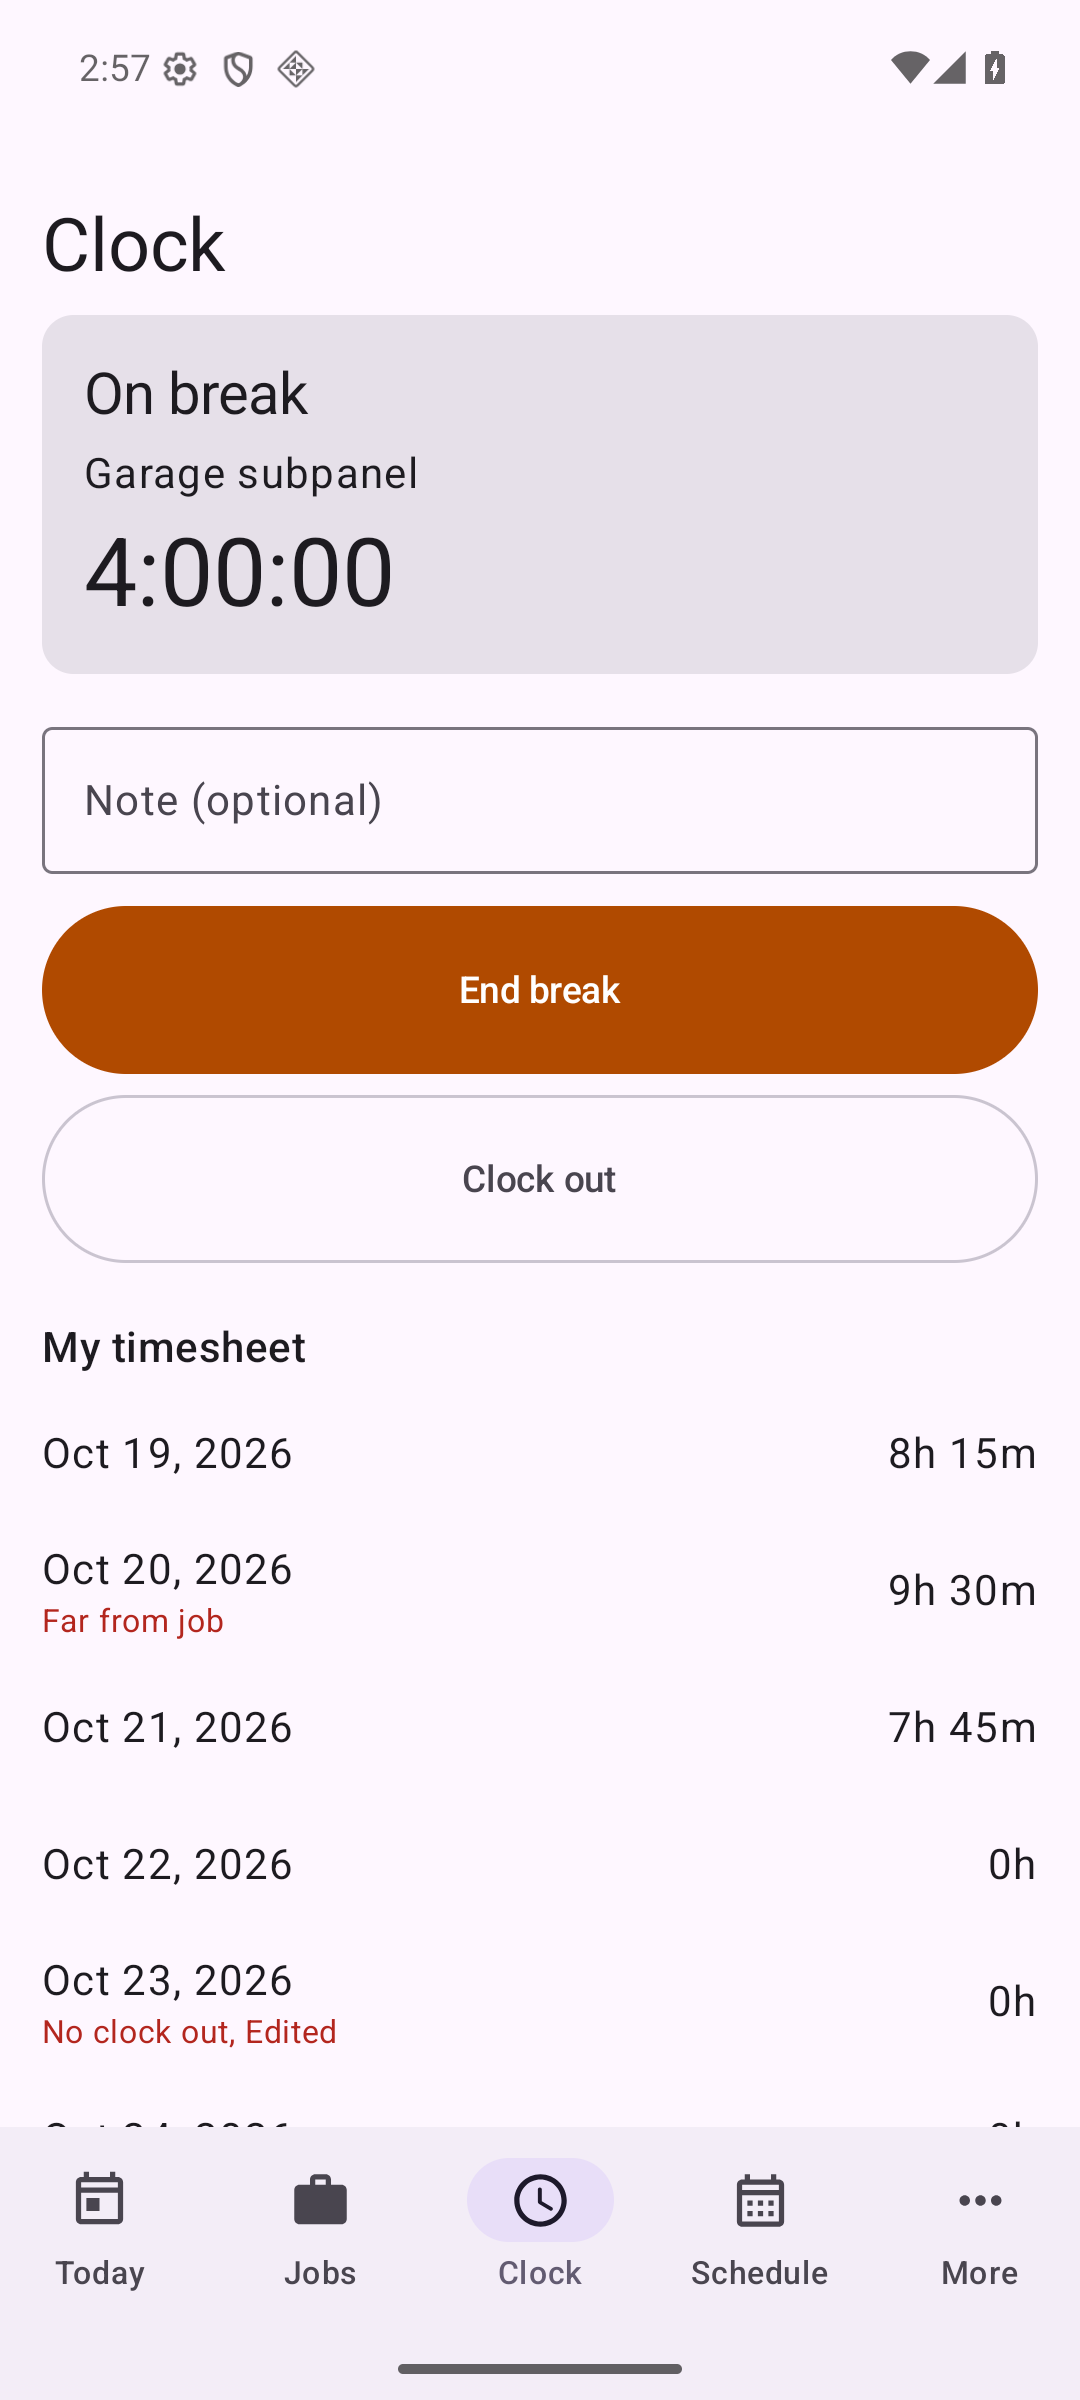 2:57
Clock
On break
Garage subpanel
4:00:00
Note (optional)
End break
Clock out
My timesheet
Oct 19, 2026 8h 15m
Oct 20, 2026 9h 30m
Far from job
Oct 21, 2026 7h 45m
Oct 22, 2026 0h
Oct 23, 2026 0h
No clock out, Edited
Today Jobs Clock Schedule More